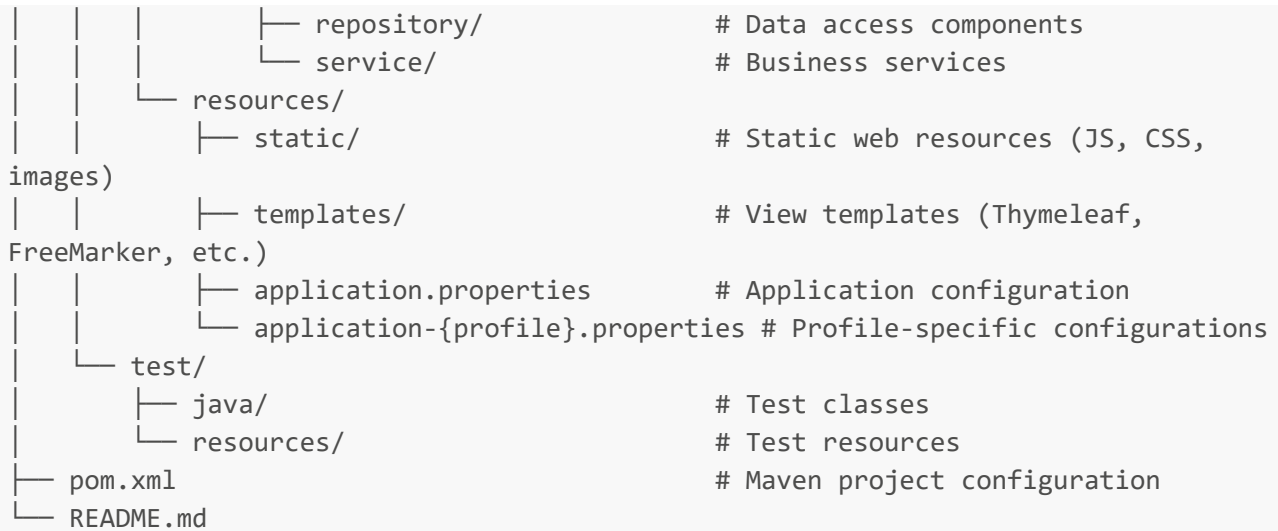 │   │   │       ├── repository/               # Data access components
│   │   │       └── service/                  # Business services
│   │   └── resources/
│   │       ├── static/                       # Static web resources (JS, CSS,
images)
│   │       ├── templates/                    # View templates (Thymeleaf,
FreeMarker, etc.)
│   │       ├── application.properties        # Application configuration
│   │       └── application-{profile}.properties # Profile-specific configurations
│   └── test/
│       ├── java/                             # Test classes
│       └── resources/                        # Test resources
├── pom.xml                                   # Maven project configuration
└── README.md